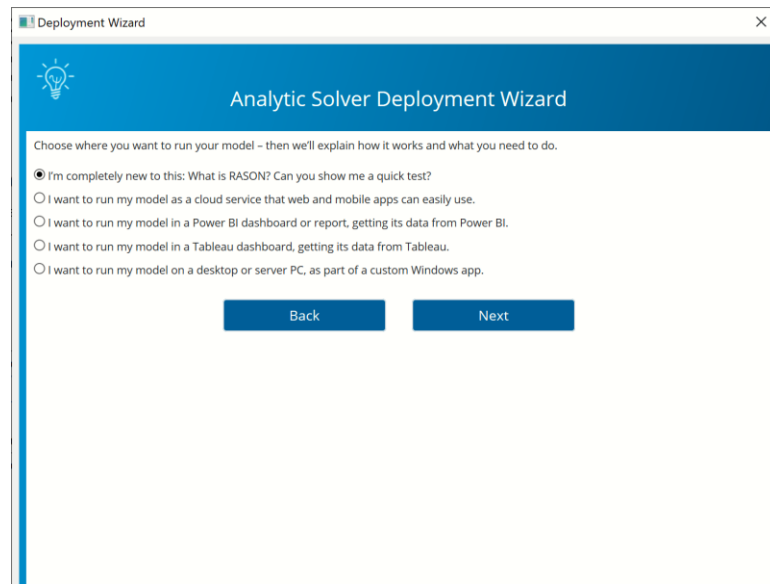 Deployment Wizard
Analytic Solver Deployment Wizard
Choose where you want to run your model – then we'll explain how it works and what you need to do.
I'm completely new to this: What is RASON? Can you show me a quick test?
I want to run my model as a cloud service that web and mobile apps can easily use.
I want to run my model in a Power BI dashboard or report, getting its data from Power BI.
I want to run my model in a Tableau dashboard, getting its data from Tableau.
I want to run my model on a desktop or server PC, as part of a custom Windows app.
Back Next